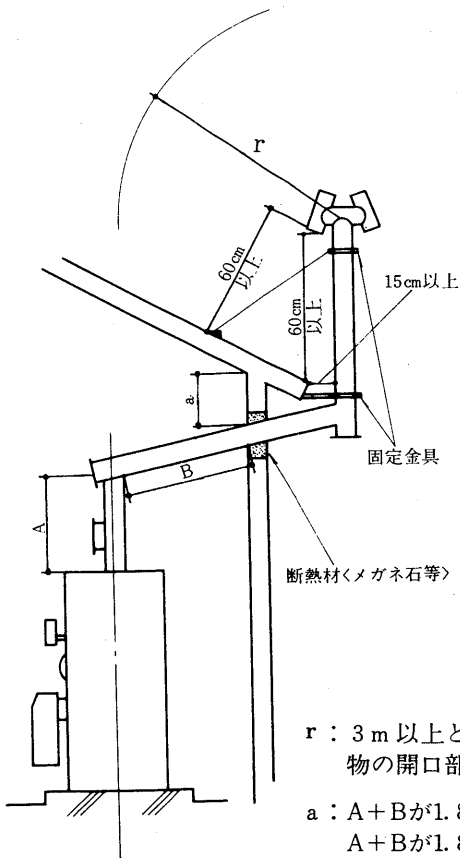 r
60cm
以上
60cm
以上
15cm以上
a
固定金具
B
A
断熱材〈メガネ石等〉
r：3m以上と
物の開口部
a：A＋Bが1.8
A＋Bが1.8